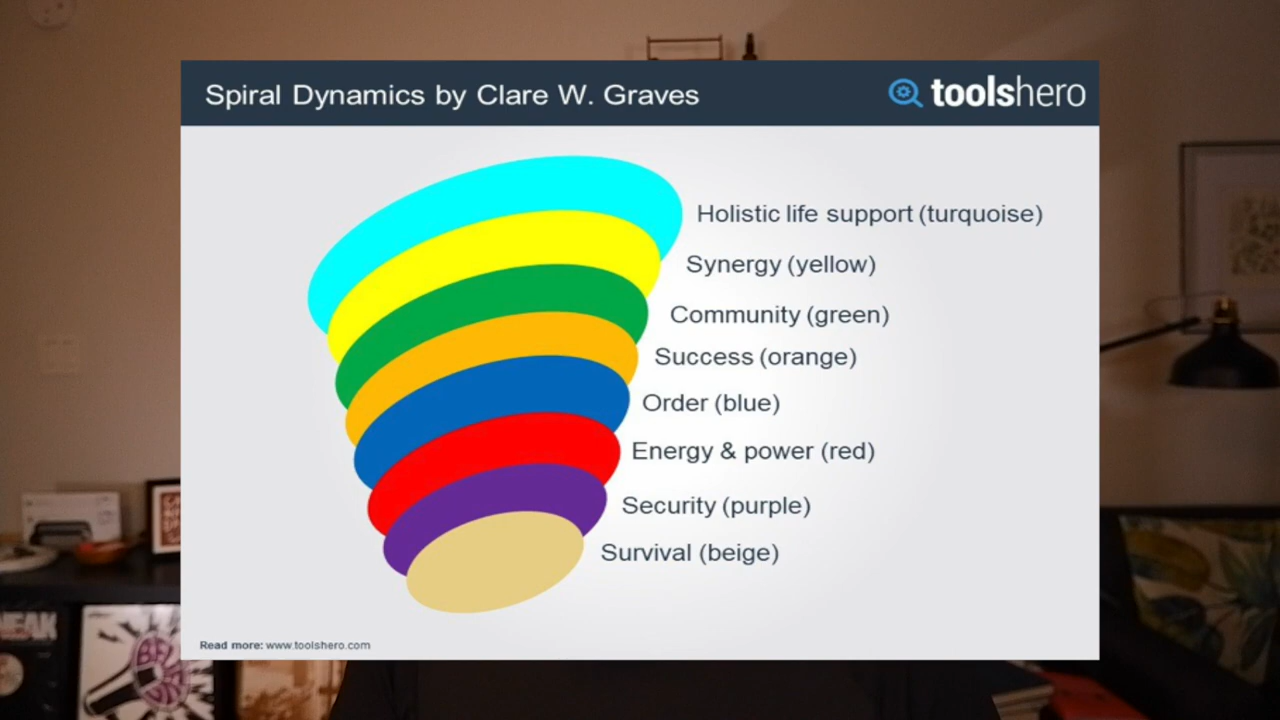 Spiral Dynamics by Clare W. Graves
toolshero
Holistic life support (turquoise)
Synergy (yellow)
Community (green)
Success (orange)
Order (blue)
Energy & power (red)
Security (purple)
Survival (beige)
Read more: www.toolshero.com